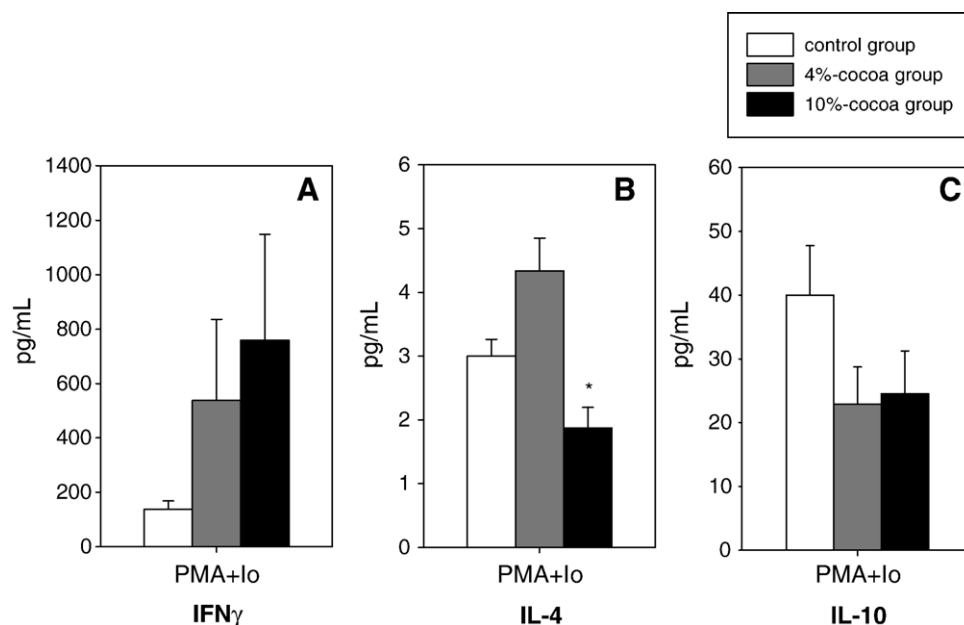 control group
4%-cocoa group
10%-cocoa group
A
1400
1200
1000
800
600
400
200
0
pg/mL
PMA+Io
IFNγ
B
6
5
4
3
2
1
0
pg/mL
*
PMA+Io
IL-4
C
60
50
40
30
20
10
0
pg/mL
PMA+Io
IL-10